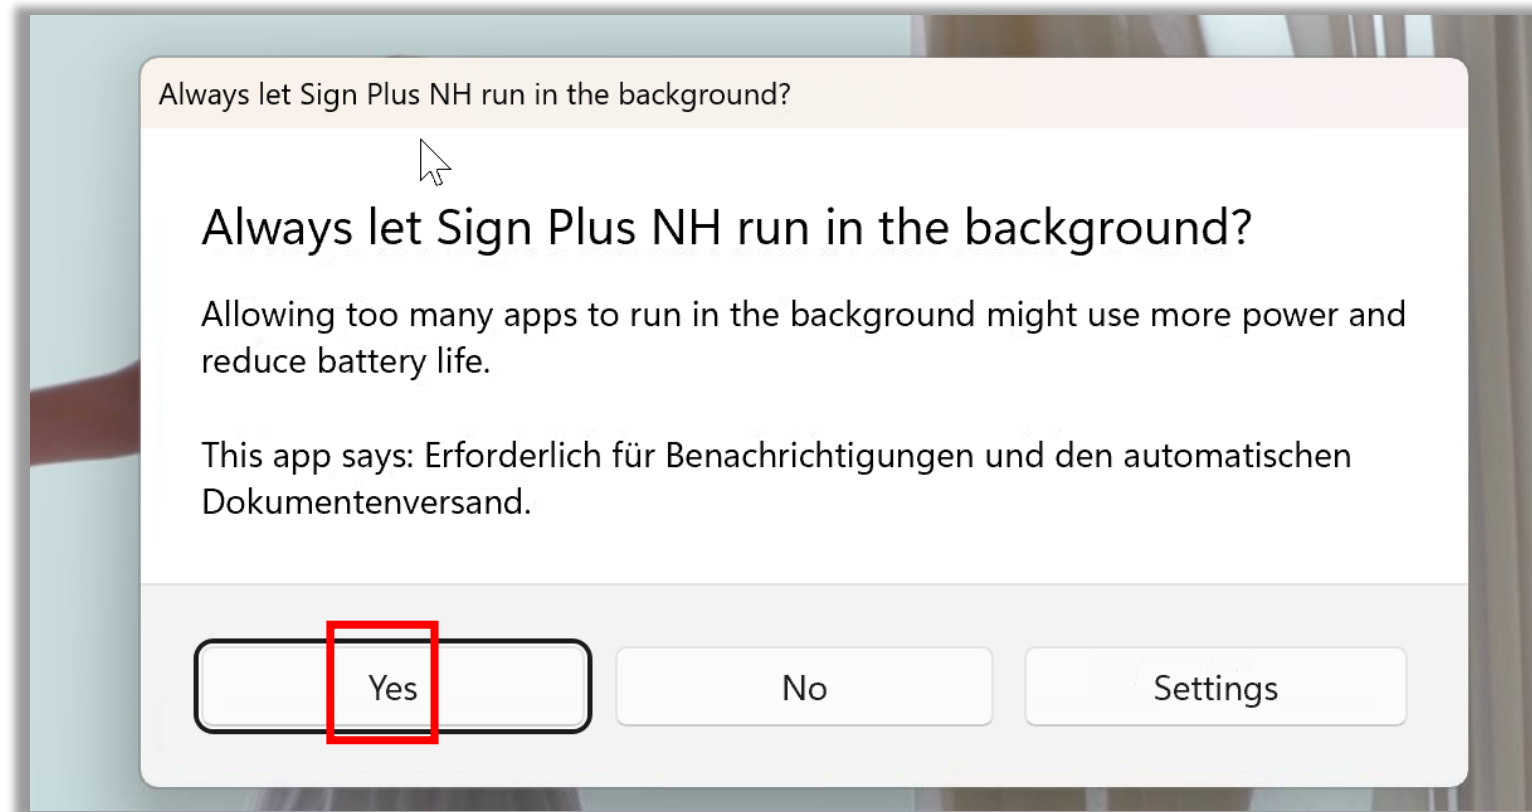 Always let Sign Plus NH run in the background?
Always let Sign Plus NH run in the background?
Allowing too many apps to run in the background might use more power and
reduce battery life.
This app says: Erforderlich für Benachrichtigungen und den automatischen
Dokumentenversand.
Yes
No
Settings